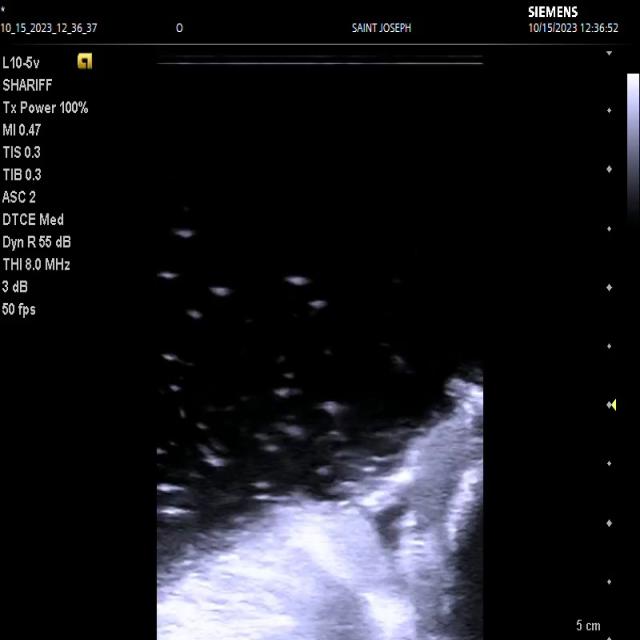 *
SIEMENS
10_15_2023_12_36_37
O
SAINT JOSEPH
10/15/2023 12:36:52
L10-5v
SHARIFF
Tx Power 100%
MI 0.47
TIS 0.3
TIB 0.3
ASC 2
DTCE Med
Dyn R 55 dB
THI 8.0 MHz
3 dB
50 fps
5 cm